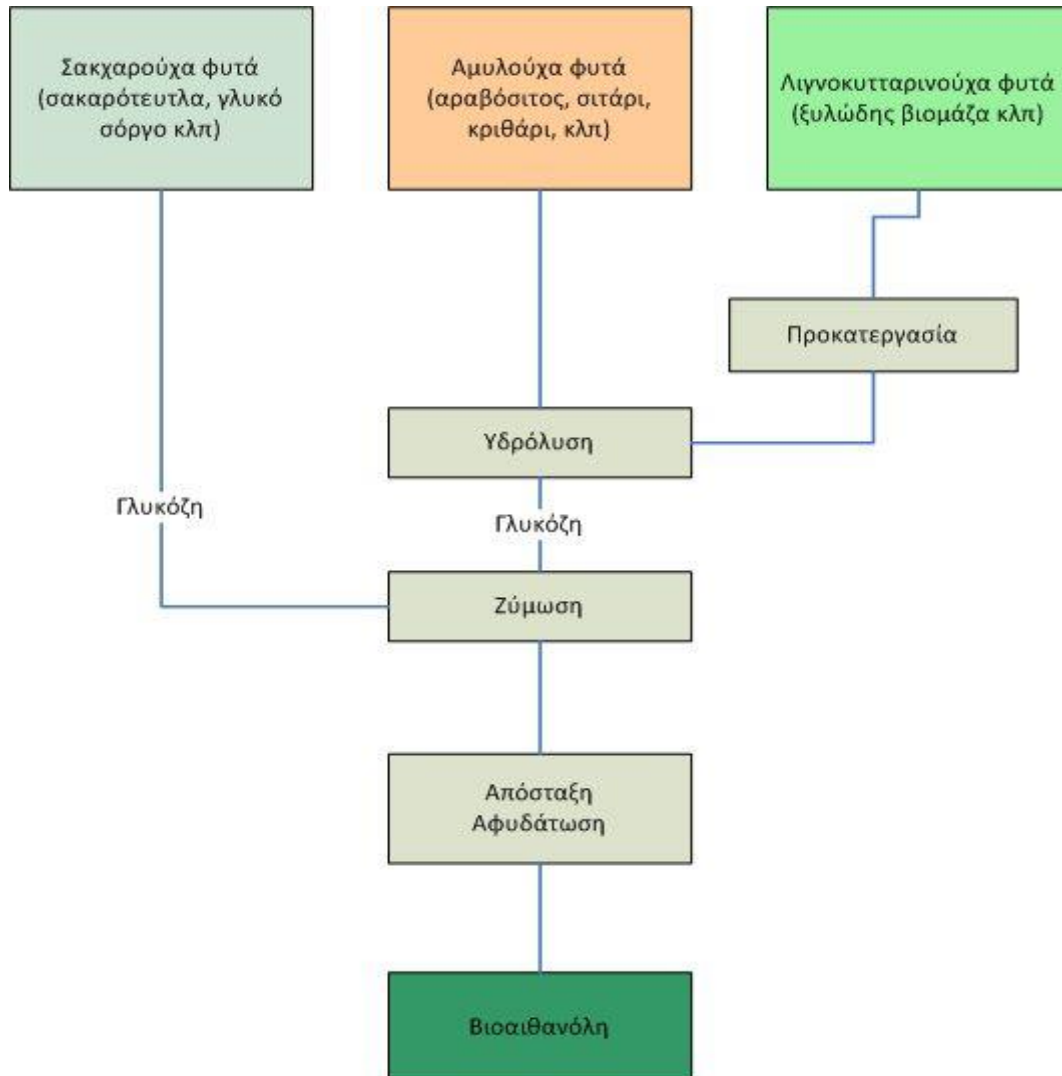 Σακχαρούχα φυτά
(σακαρότευτλα, γλυκό
σόργο κλπ)
Αμυλούχα φυτά
(αραβόσιτος, σιτάρι,
κριθάρι, κλπ)
Λιγνοκυτταρινούχα φυτά
(ξυλώδης βιομάζα κλπ)
Προκατεργασία
Υδρόλυση
Γλυκόζη
Γλυκόζη
Ζύμωση
Απόσταξη
Αφυδάτωση
Βιοαιθανόλη